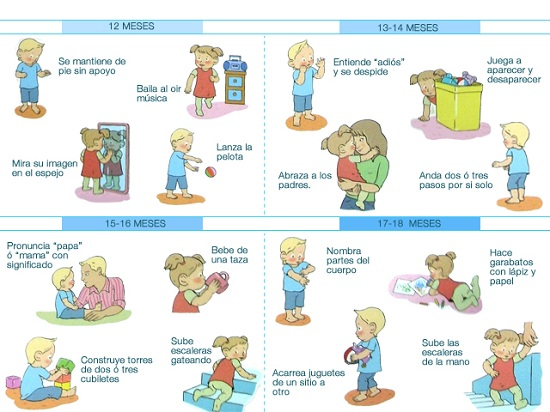 12 MESES
Se mantiene de
pie sin apoyo
Baila al oir
música
Mira su imagen
en el espejo
Lanza la
pelota
13-14 MESES
Entiende “adiós”
y se despide
Juega a
aparecer y
desaparecer
Abraza a los
padres.
Anda dos ó tres
pasos por si solo
15-16 MESES
Pronuncia “papa”
ó “mama” con
significado
Bebe de
una taza
Construye torres
de dos ó tres
cubiletes
Sube
escaleras
gateando
17-18 MESES
Nombra
partes del
cuerpo
Hace
garabatos
con lápiz y
papel
Acarrea juguetes
de un sitio a
otro
Sube las
escaleras
de la mano